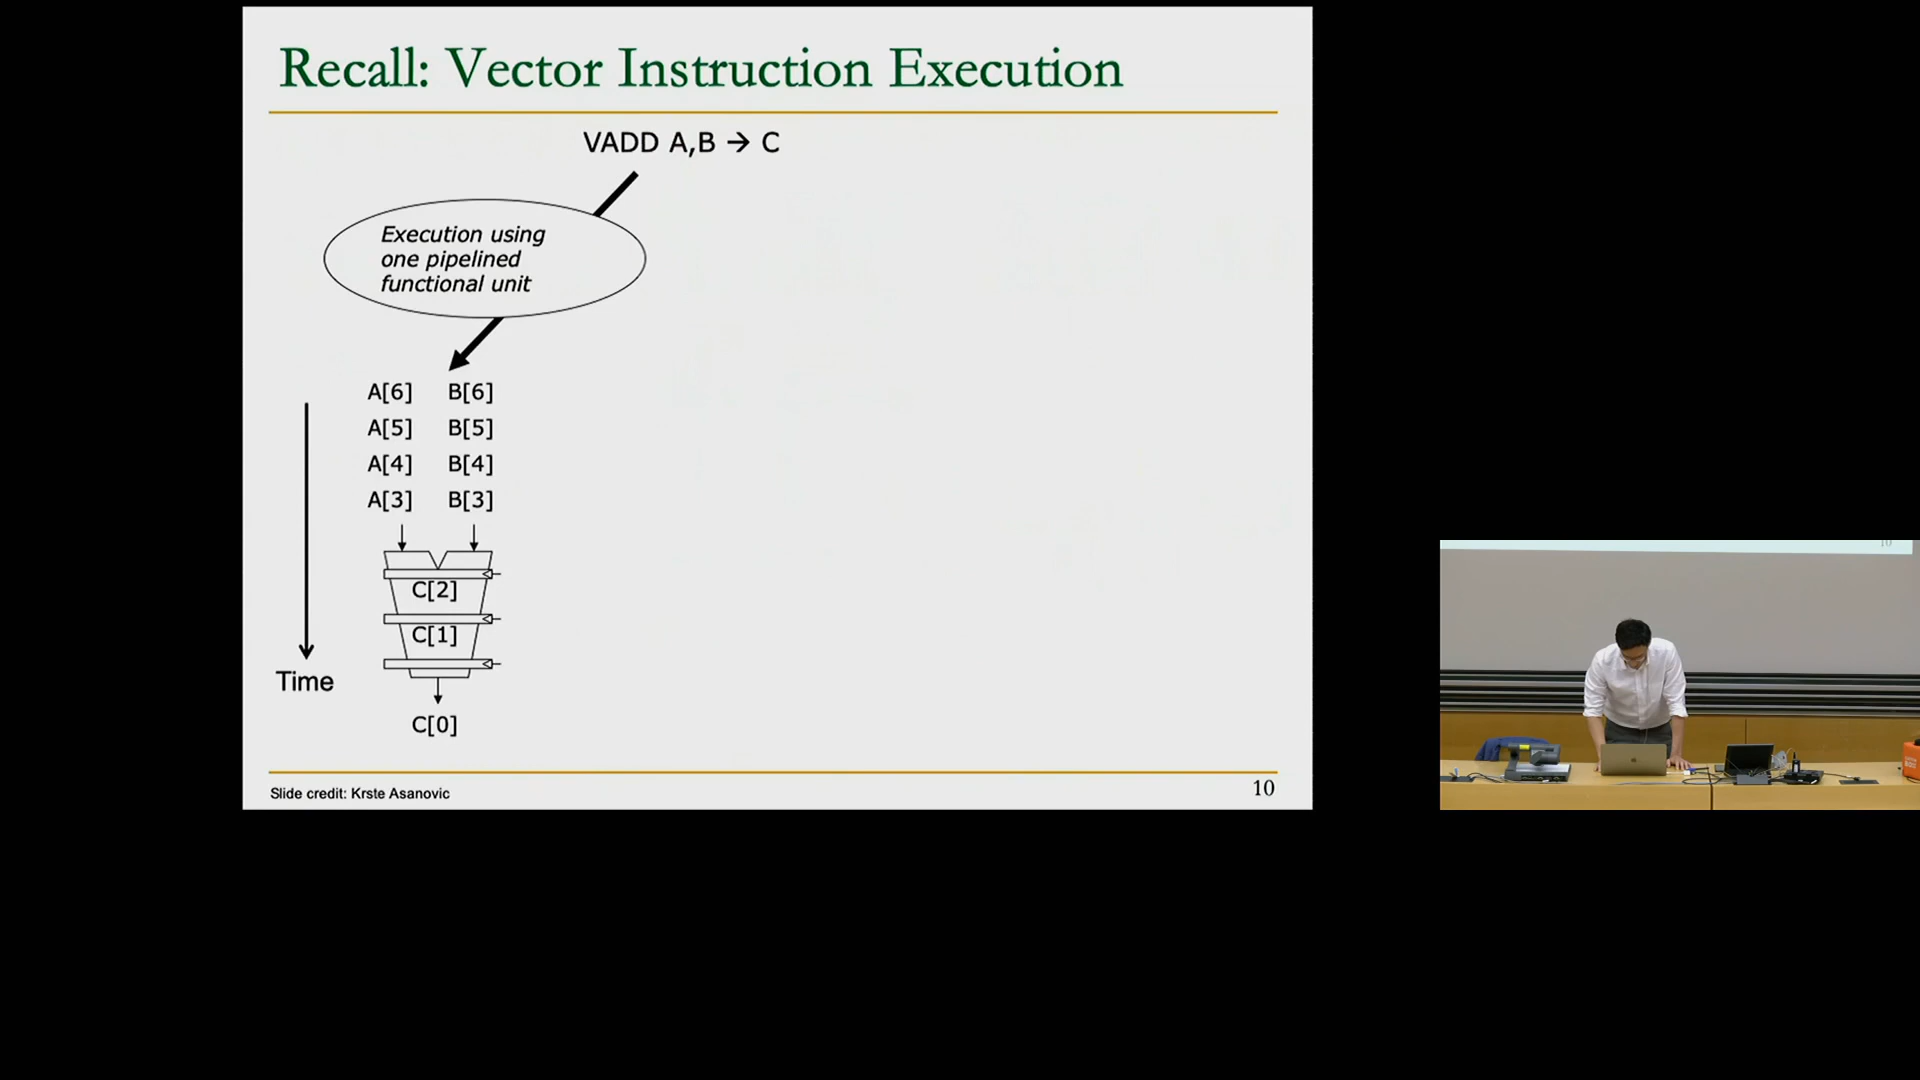 Recall: Vector Instruction Execution
VADD A,B → C
Execution using
one pipelined
functional unit
A[6] B[6]
A[5] B[5]
A[4] B[4]
A[3] B[3]
C[2]
C[1]
Time
C[0]
Slide credit: Krste Asanovic
10
10